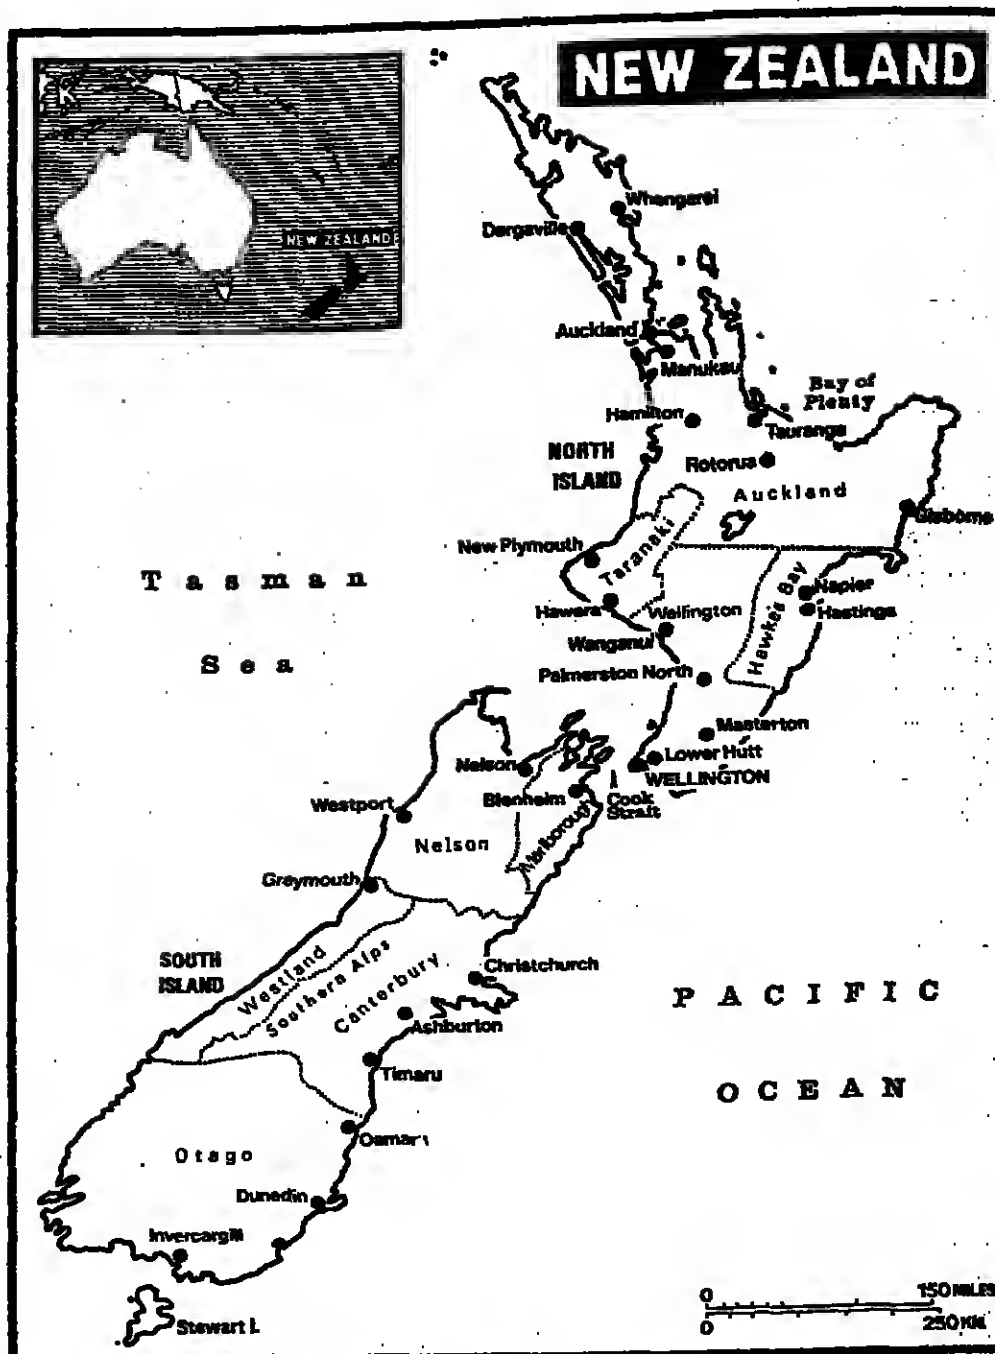 NEW ZEALAND
NEW ZEALAND
Whangarei
Dargaville
Auckland
Manukau
Bay of
Plenty
Hamilton
Tauranga
NORTH
ISLAND
Rotorua
Auckland
Gisborne
New Plymouth
Taranaki
Tasman
Sea
Hawera
Wellington
Wanganui
Hawke's Bay
Napier
Hastings
Palmerston North
Masterton
Lower Hutt
WELLINGTON
Nelson
Blenheim
Cook
Strait
Westport
Nelson
Marlborough
Greymouth
SOUTH
ISLAND
Westland
Southern Alps
Canterbury
Christchurch
Ashburton
PACIFIC
OCEAN
Timaru
Otago
Dunedin
Invercargill
Stewart I.
0 150 MILES
0 250 KM